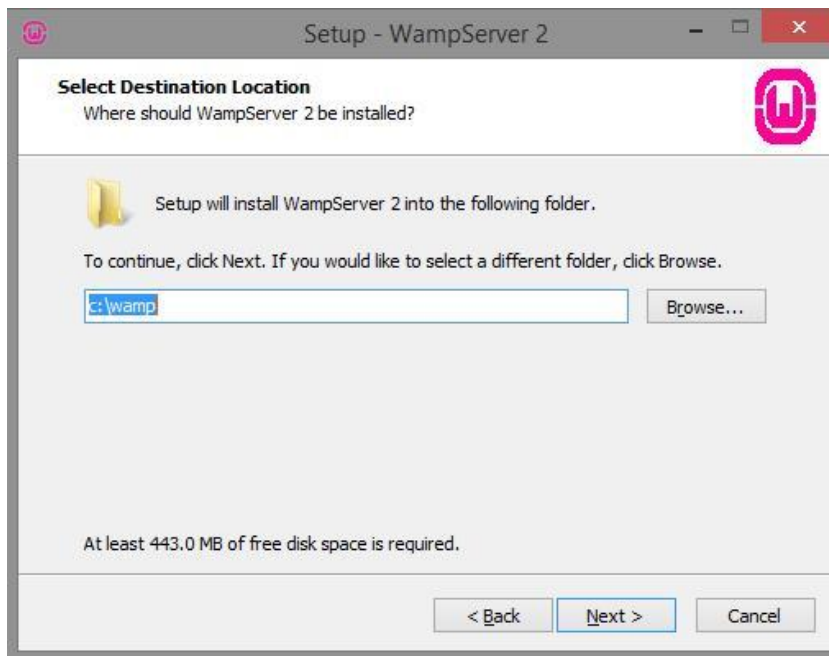 Setup - WampServer 2
Select Destination Location
Where should WampServer 2 be installed?
W
Setup will install WampServer 2 into the following folder.
To continue, click Next. If you would like to select a different folder, click Browse.
c:\wamp
Browse...
At least 443.0 MB of free disk space is required.
< Back
Next >
Cancel